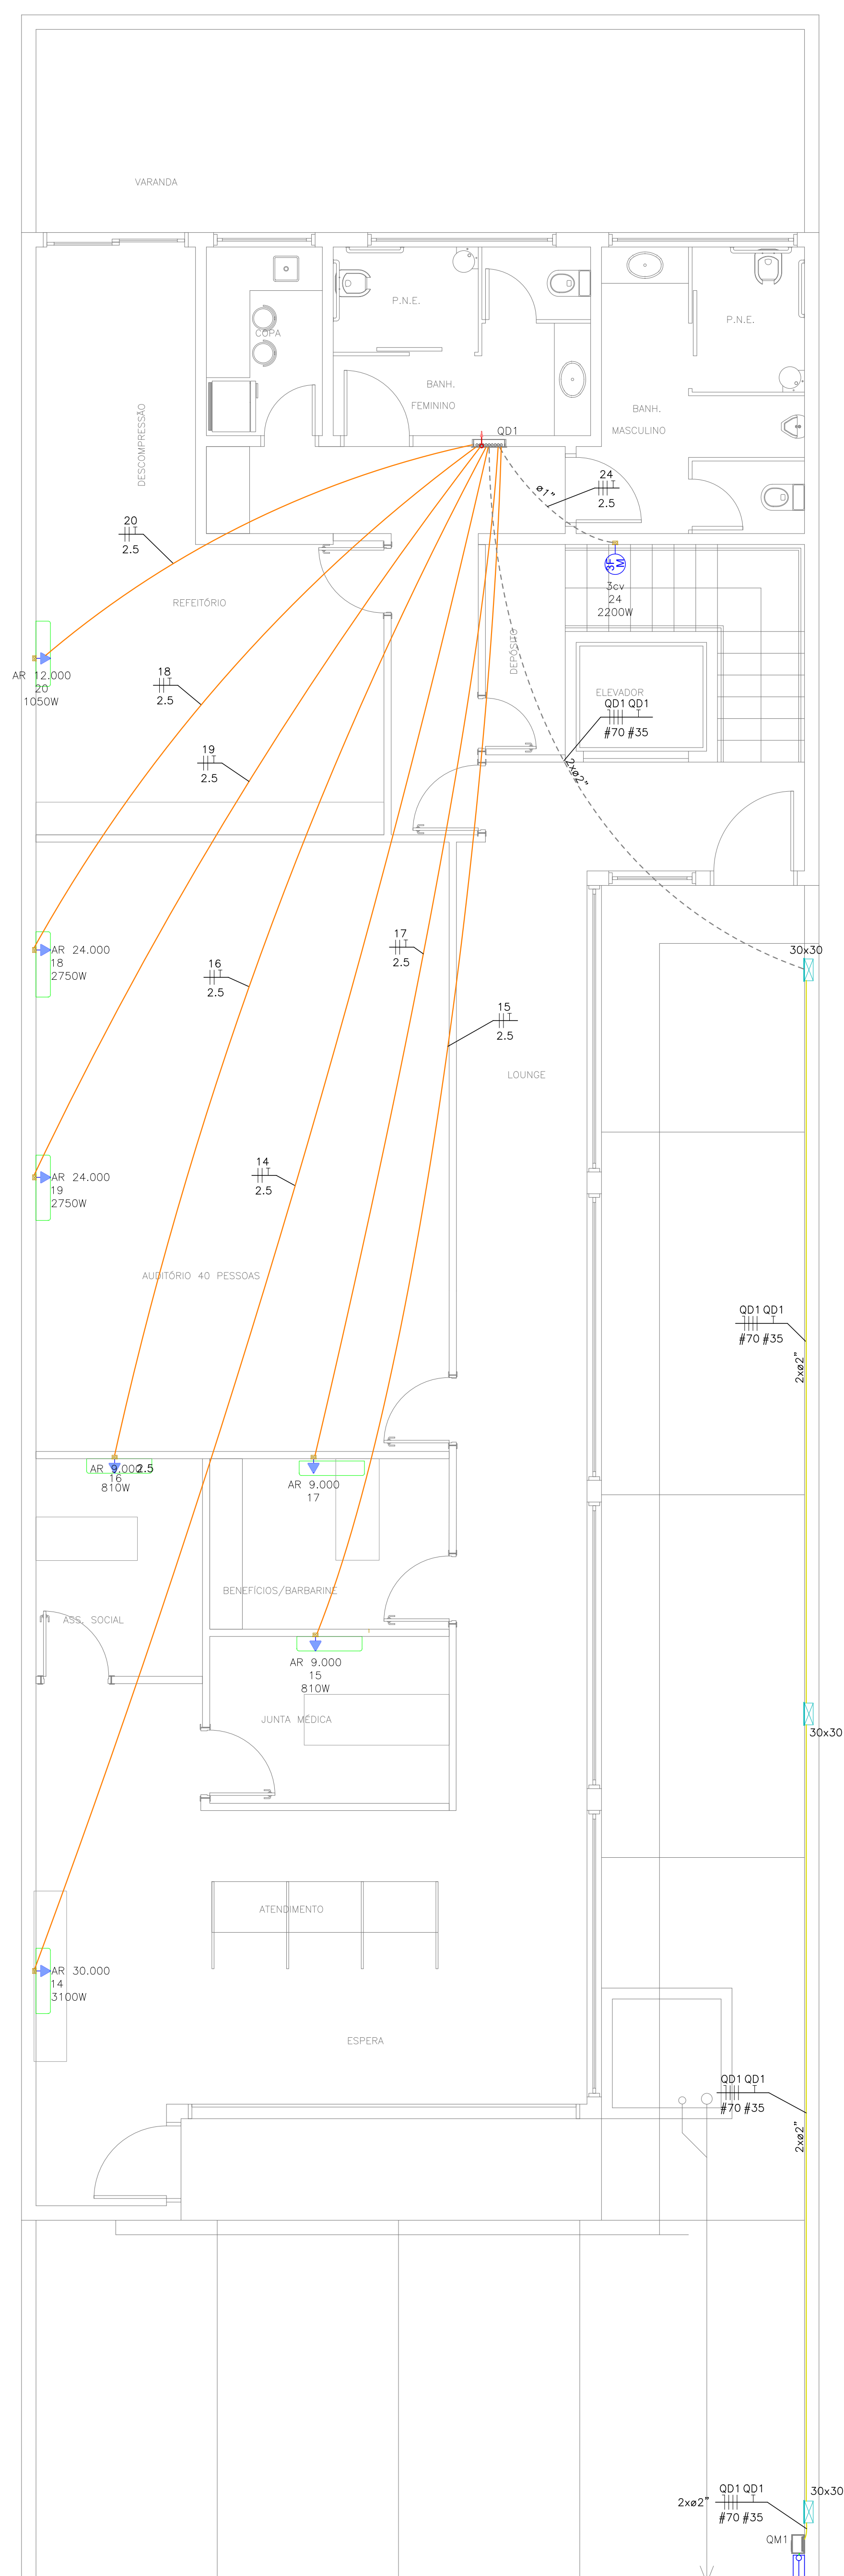 VARANDA
P.N.E.
P.N.E.
COPA
BANH.
FEMININO
BANH.
MASCULINO
DESCOMPRESSÃO
QD1
ø1"
24
2.5
20
2.5
3F
M
3cv
24
2200W
REFEITÓRIO
DEPÓSITO
AR 12.000
20
1050W
18
2.5
ELEVADOR
QD1 QD1
#70 #35
2xø2"
19
2.5
17
2.5
30x30
AR 24.000
18
2750W
16
2.5
15
2.5
LOUNGE
14
2.5
AR 24.000
19
2750W
AUDITÓRIO 40 PESSOAS
QD1 QD1
#70 #35
2xø2"
AR 9.000
2.5
16
810W
AR 9.000
17
BENEFÍCIOS/BARBARINE
ASS. SOCIAL
AR 9.000
15
810W
JUNTA MÉDICA
30x30
ATENDIMENTO
AR 30.000
14
3100W
ESPERA
QD1 QD1
#70 #35
2xø2"
QD1 QD1
#70 #35
2xø2"
30x30
QM1